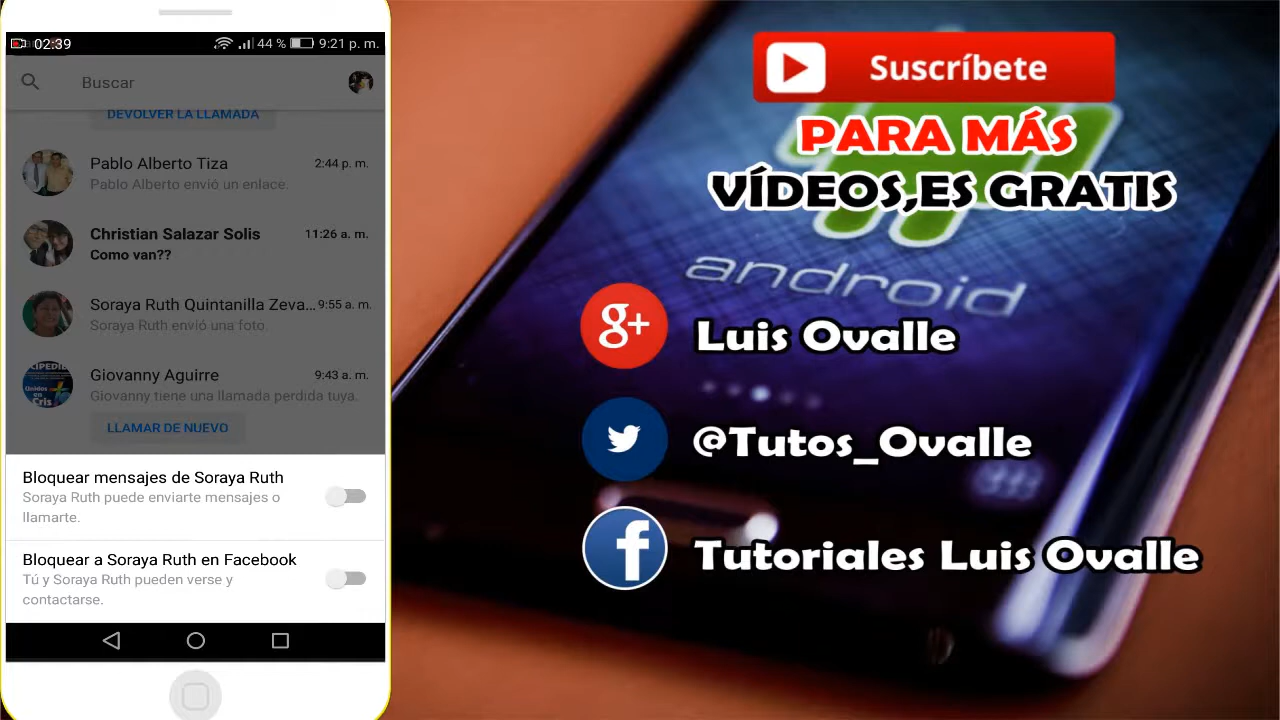 02:39
44 %
9:21 p. m.
Buscar
DEVOLVER LA LLAMADA
Pablo Alberto Tiza
2:44 p. m.
Pablo Alberto envió un enlace.
Christian Salazar Solis
11:26 a. m.
Como van??
Soraya Ruth Quintanilla Zeva...
9:55 a. m.
Soraya Ruth envió una foto.
Giovanny Aguirre
9:43 a. m.
Giovanny tiene una llamada perdida tuya.
LLAMAR DE NUEVO
Bloquear mensajes de Soraya Ruth
Soraya Ruth puede enviarte mensajes o
llamarte.
Bloquear a Soraya Ruth en Facebook
Tú y Soraya Ruth pueden verse y
contactarse.
Suscríbete
PARA MÁS
VÍDEOS,ES GRATIS
android
g+
Luis Ovalle
@Tutos_Ovalle
f
Tutoriales Luis Ovalle